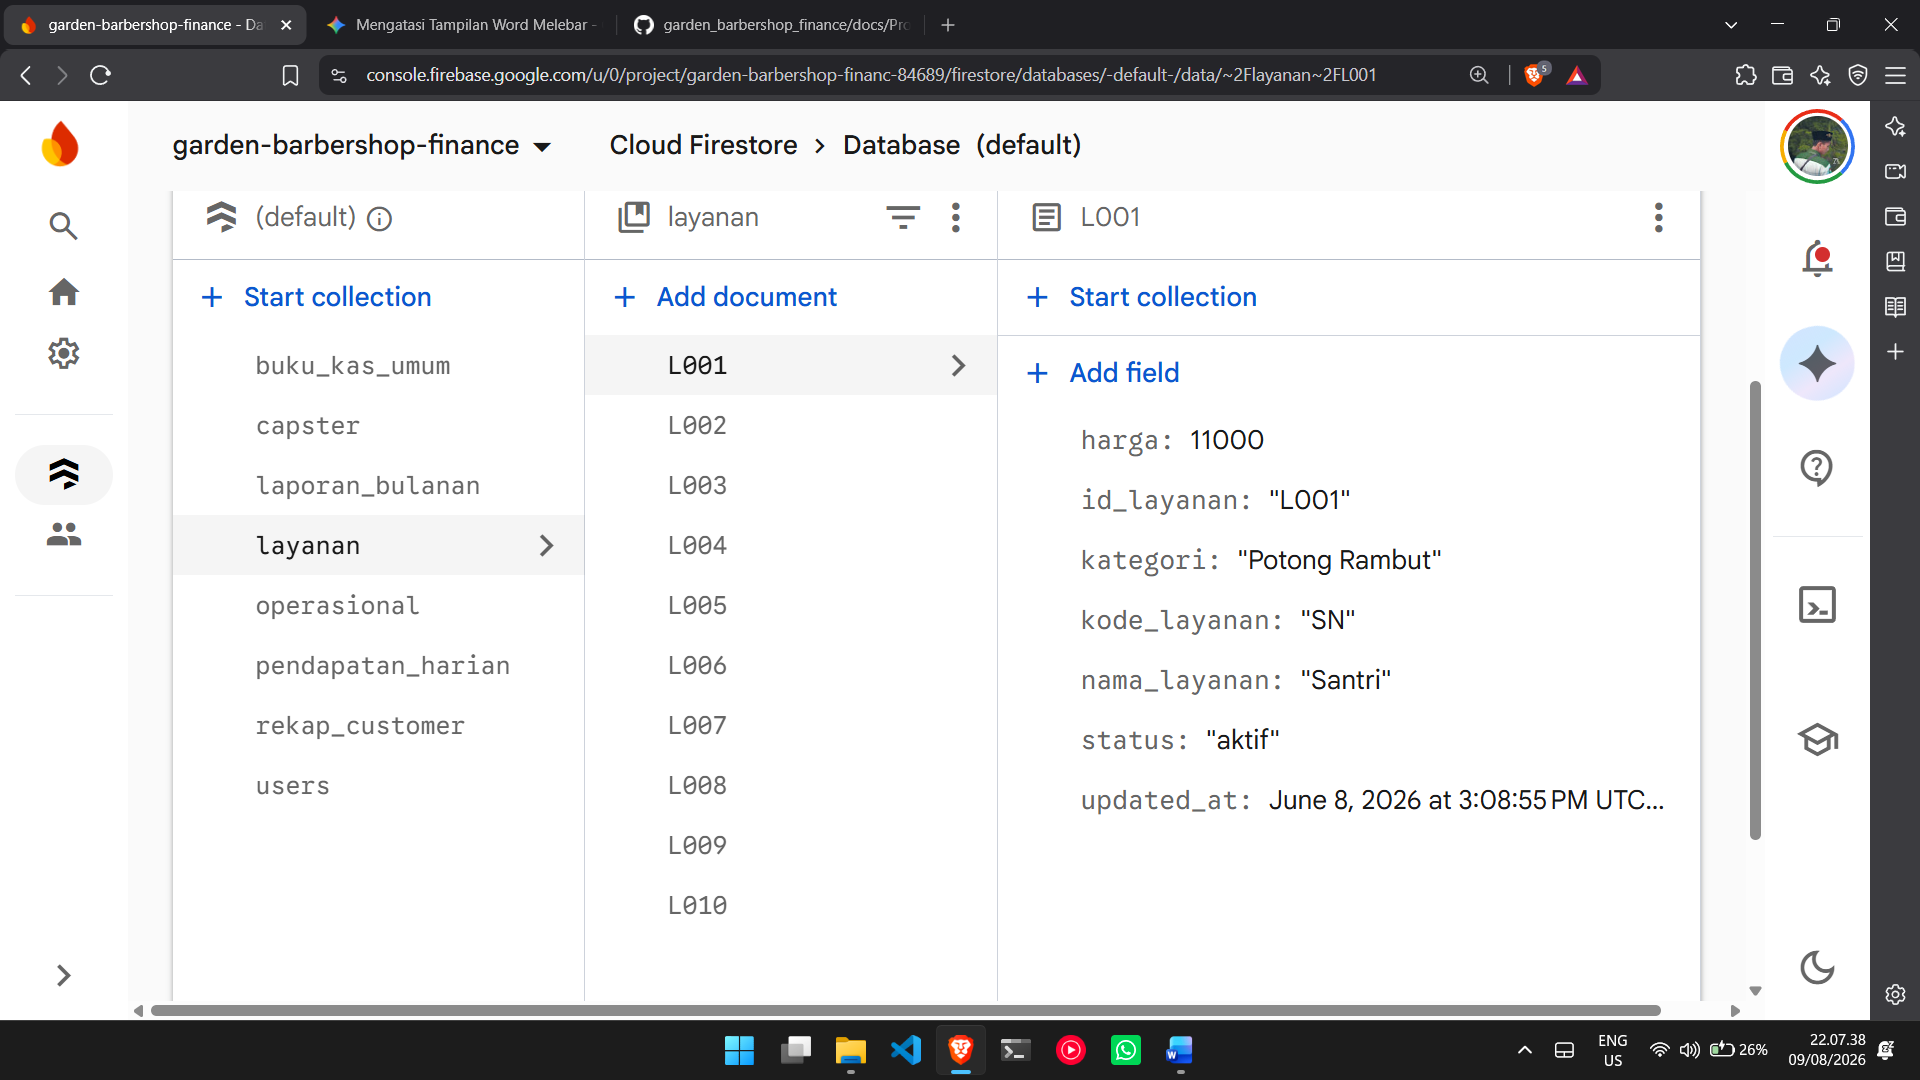 garden-barbershop-finance - Da
Mengatasi Tampilan Word Melebar -
garden_barbershop_finance/docs/Pro
console.firebase.google.com/u/0/project/garden-barbershop-financ-84689/firestore/databases/-default-/data/~2Flayanan~2FL001
5
garden-barbershop-finance
Cloud Firestore > Database (default)
(default)
layanan
L001
+ Start collection
+ Add document
+ Start collection
buku_kas_umum
capster
laporan_bulanan
layanan
operasional
pendapatan_harian
rekap_customer
users
L001
L002
L003
L004
L005
L006
L007
L008
L009
L010
+ Add field
harga: 11000
id_layanan: "L001"
kategori: "Potong Rambut"
kode_layanan: "SN"
nama_layanan: "Santri"
status: "aktif"
updated_at: June 8, 2026 at 3:08:55 PM UTC...
ENG
US
26%
22.07.38
09/08/2026